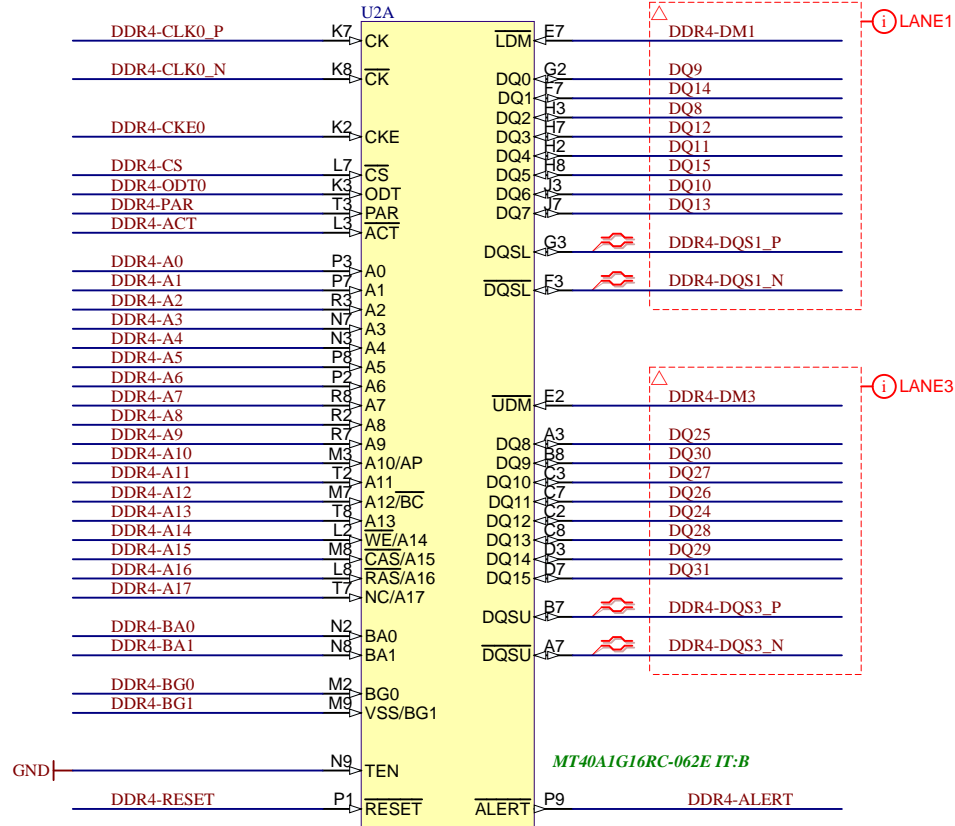 U2A
DDR4-CLK0_P K7 CK LDM E7 DDR4-DM1 LANE1
DDR4-CLK0_N K8 CK DQ0 G2 DQ9
DQ1 F7 DQ14
DQ2 H3 DQ8
DDR4-CKE0 K2 CKE DQ3 H7 DQ12
DQ4 H2 DQ11
DDR4-CS L7 CS DQ5 H8 DQ15
DDR4-ODT0 K3 ODT DQ6 J3 DQ10
DDR4-PAR T3 PAR DQ7 J7 DQ13
DDR4-ACT L3 ACT
DQSL G3 DDR4-DQS1_P
DDR4-A0 P3 A0
DDR4-A1 P7 A1 DQSL F3 DDR4-DQS1_N
DDR4-A2 R3 A2
DDR4-A3 N7 A3
DDR4-A4 N3 A4
DDR4-A5 P8 A5
DDR4-A6 P2 A6 LANE3
DDR4-A7 R8 A7 UDM E2 DDR4-DM3
DDR4-A8 R2 A8
DDR4-A9 R7 A9 DQ8 A3 DQ25
DDR4-A10 M3 A10/AP DQ9 B8 DQ30
DDR4-A11 T2 A11 DQ10 C3 DQ27
DDR4-A12 M7 A12/BC DQ11 C7 DQ26
DDR4-A13 T8 A13 DQ12 C2 DQ24
DDR4-A14 L2 WE/A14 DQ13 C8 DQ28
DDR4-A15 M8 CAS/A15 DQ14 D3 DQ29
DDR4-A16 L8 RAS/A16 DQ15 D7 DQ31
DDR4-A17 T7 NC/A17
DQSU B7 DDR4-DQS3_P
DDR4-BA0 N2 BA0
DDR4-BA1 N8 BA1 DQSU A7 DDR4-DQS3_N
DDR4-BG0 M2 BG0
DDR4-BG1 M9 VSS/BG1
GND N9 TEN MT40A1G16RC-062E IT:B
DDR4-RESET P1 RESET ALERT P9 DDR4-ALERT